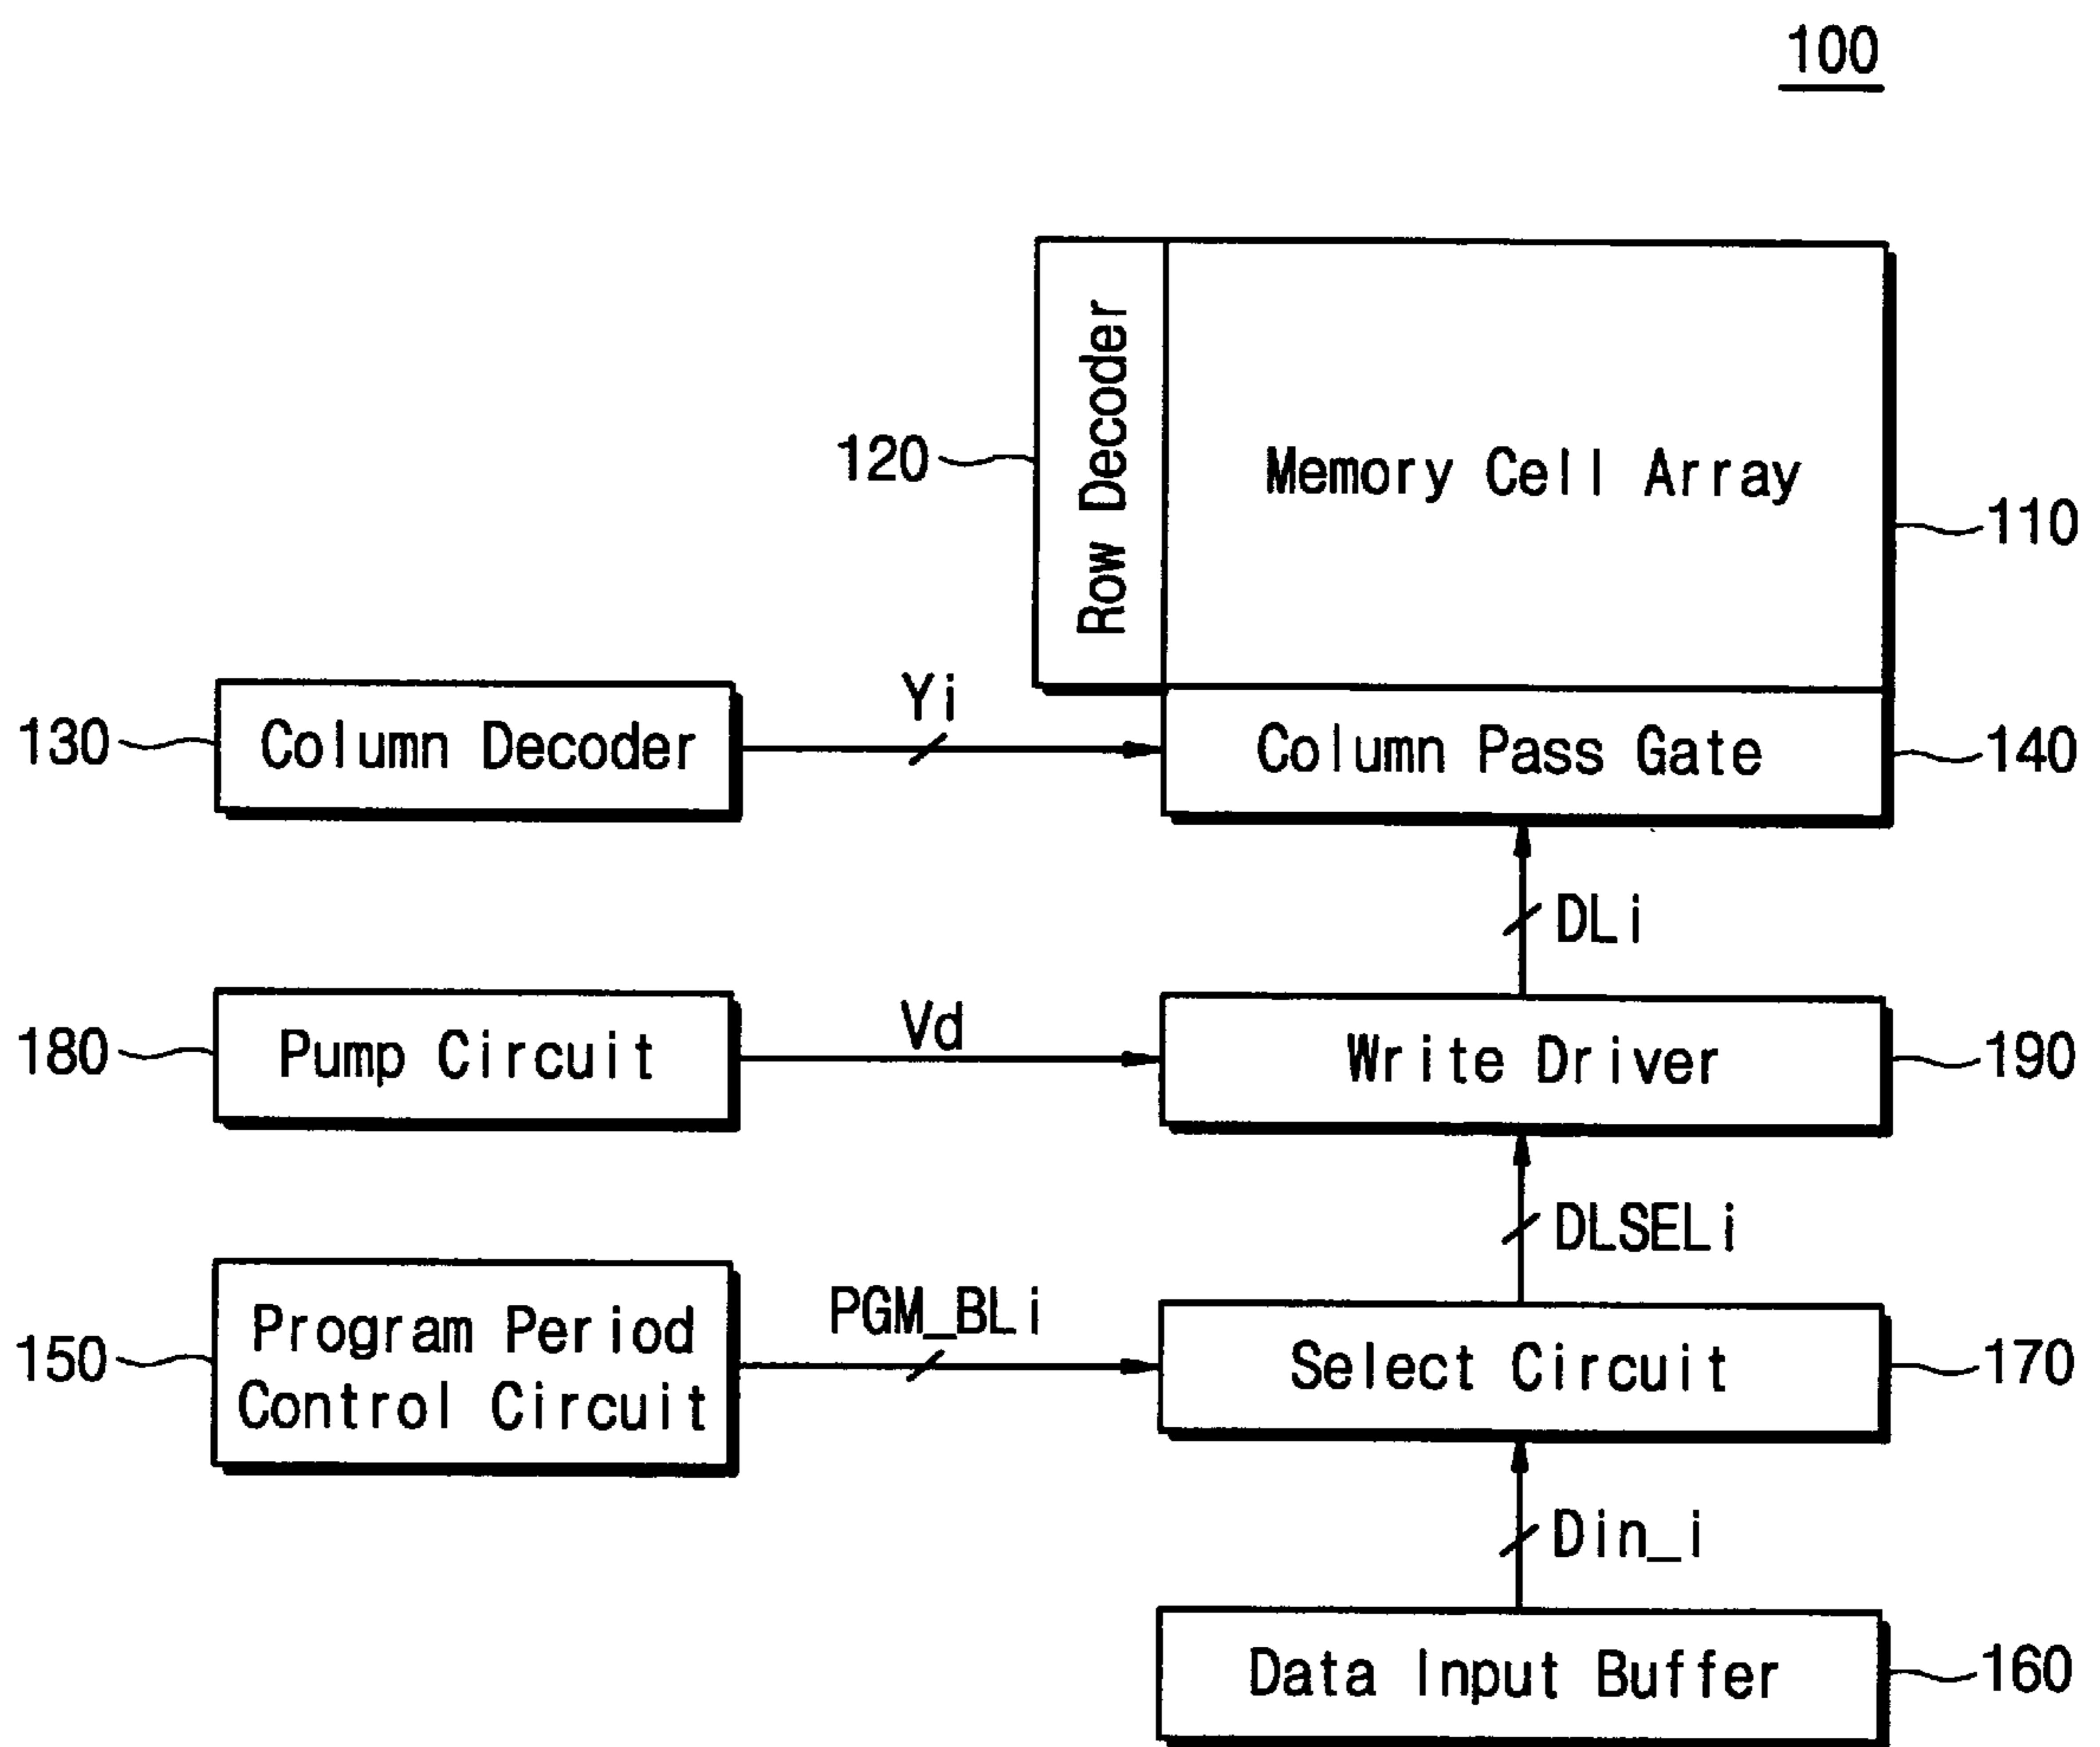 100
Row Decoder
120
Memory Cell Array
110
Yi
130
Column Decoder
Column Pass Gate
140
DLi
180
Pump Circuit
Vd
Write Driver
190
DLSELi
150
Program Period
Control Circuit
PGM_BLi
Select Circuit
170
Din_i
Data Input Buffer
160